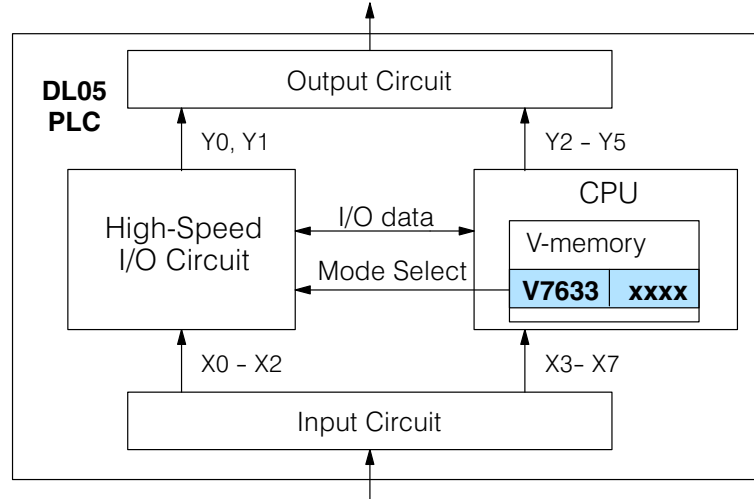 Output Circuit
DL05
PLC
Y0, Y1
Y2 – Y5
High-Speed
I/O Circuit
I/O data
Mode Select
CPU
V-memory
V7633 xxxx
X0 – X2
X3– X7
Input Circuit